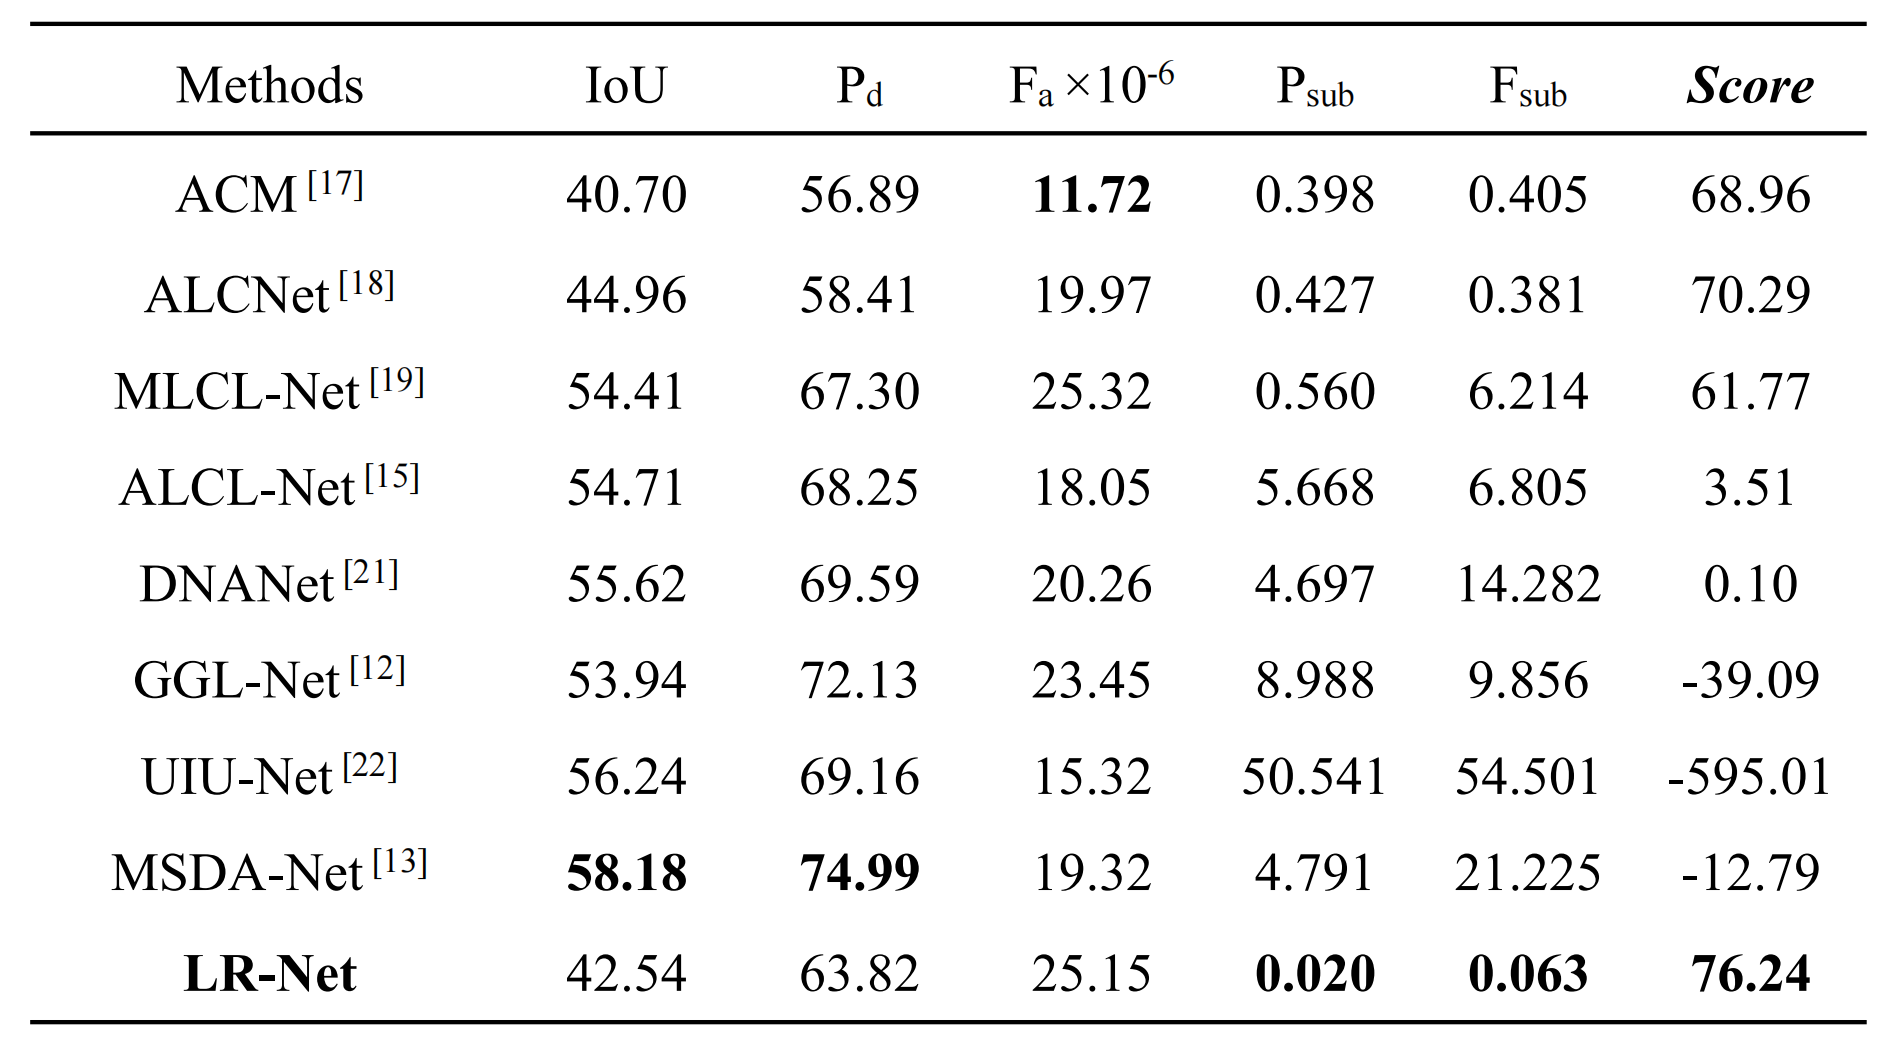 Methods IoU Pd Fa ×10-6 Psub Fsub Score
ACM [17] 40.70 56.89 11.72 0.398 0.405 68.96
ALCNet [18] 44.96 58.41 19.97 0.427 0.381 70.29
MLCL-Net [19] 54.41 67.30 25.32 0.560 6.214 61.77
ALCL-Net [15] 54.71 68.25 18.05 5.668 6.805 3.51
DNANet [21] 55.62 69.59 20.26 4.697 14.282 0.10
GGL-Net [12] 53.94 72.13 23.45 8.988 9.856 -39.09
UIU-Net [22] 56.24 69.16 15.32 50.541 54.501 -595.01
MSDA-Net [13] 58.18 74.99 19.32 4.791 21.225 -12.79
LR-Net 42.54 63.82 25.15 0.020 0.063 76.24